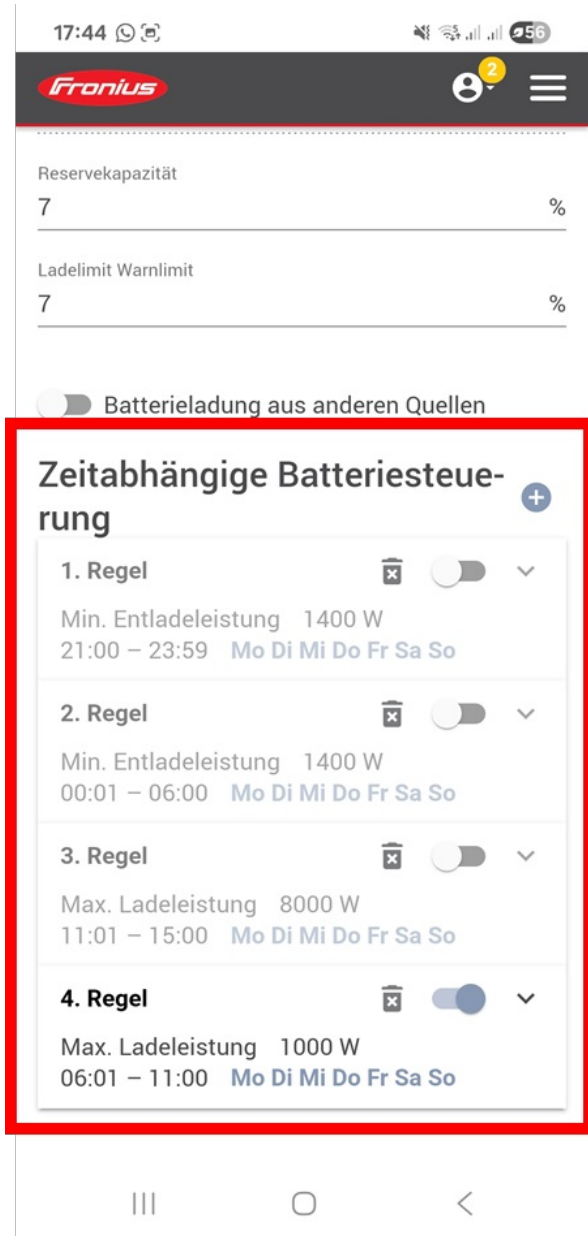 17:44
56
Fronius
2
Reservekapazität
7 %
Ladelimit Warnlimit
7 %
Batterieladung aus anderen Quellen
Zeitabhängige Batteriesteue-
rung
1. Regel
Min. Entladeleistung 1400 W
21:00 – 23:59 Mo Di Mi Do Fr Sa So
2. Regel
Min. Entladeleistung 1400 W
00:01 – 06:00 Mo Di Mi Do Fr Sa So
3. Regel
Max. Ladeleistung 8000 W
11:01 – 15:00 Mo Di Mi Do Fr Sa So
4. Regel
Max. Ladeleistung 1000 W
06:01 – 11:00 Mo Di Mi Do Fr Sa So